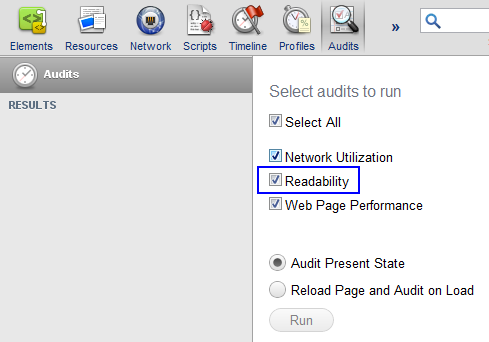 Elements Resources Network Scripts Timeline Profiles Audits »
Audits
RESULTS
Select audits to run
Select All
Network Utilization
Readability
Web Page Performance
Audit Present State
Reload Page and Audit on Load
Run